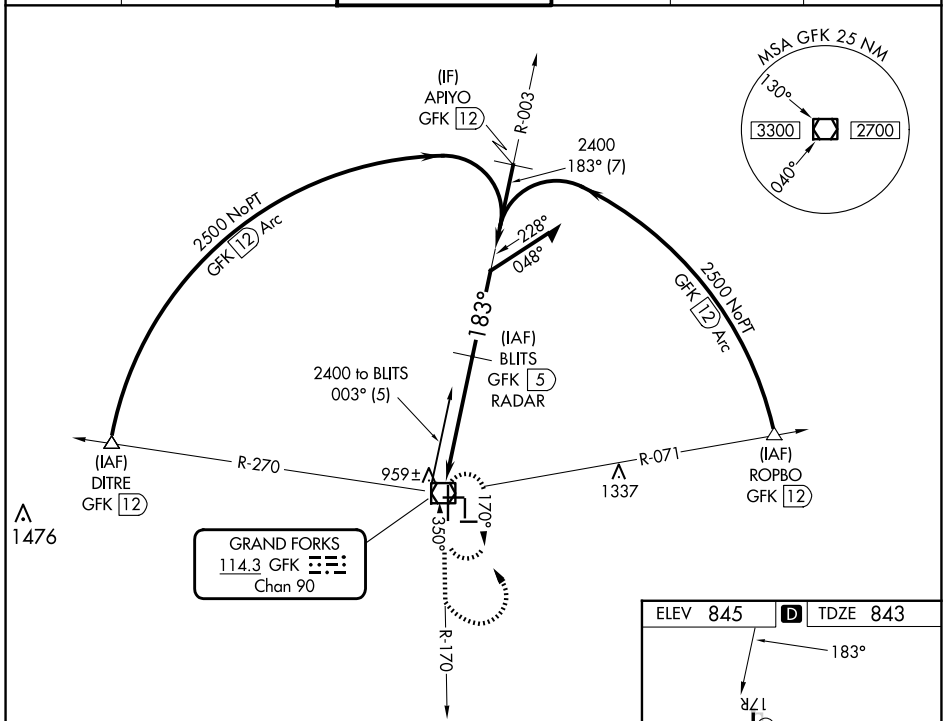 MSA GFK 25 NM
130°
3300
2700
040°
(IF)
APIYO
GFK 12
R-003
2400
183° (7)
2500 NoPT
GFK 12 Arc
228°
048°
2500 NoPT
GFK 12 Arc
183°
(IAF)
BLITS
GFK 5
RADAR
2400 to BLITS
003° (5)
R-270
R-071
(IAF)
DITRE
GFK 12
959±
1337
(IAF)
ROPBO
GFK 12
1476
170°
350°
GRAND FORKS
114.3 GFK
Chan 90
R-170
ELEV 845 D TDZE 843
183°
17R